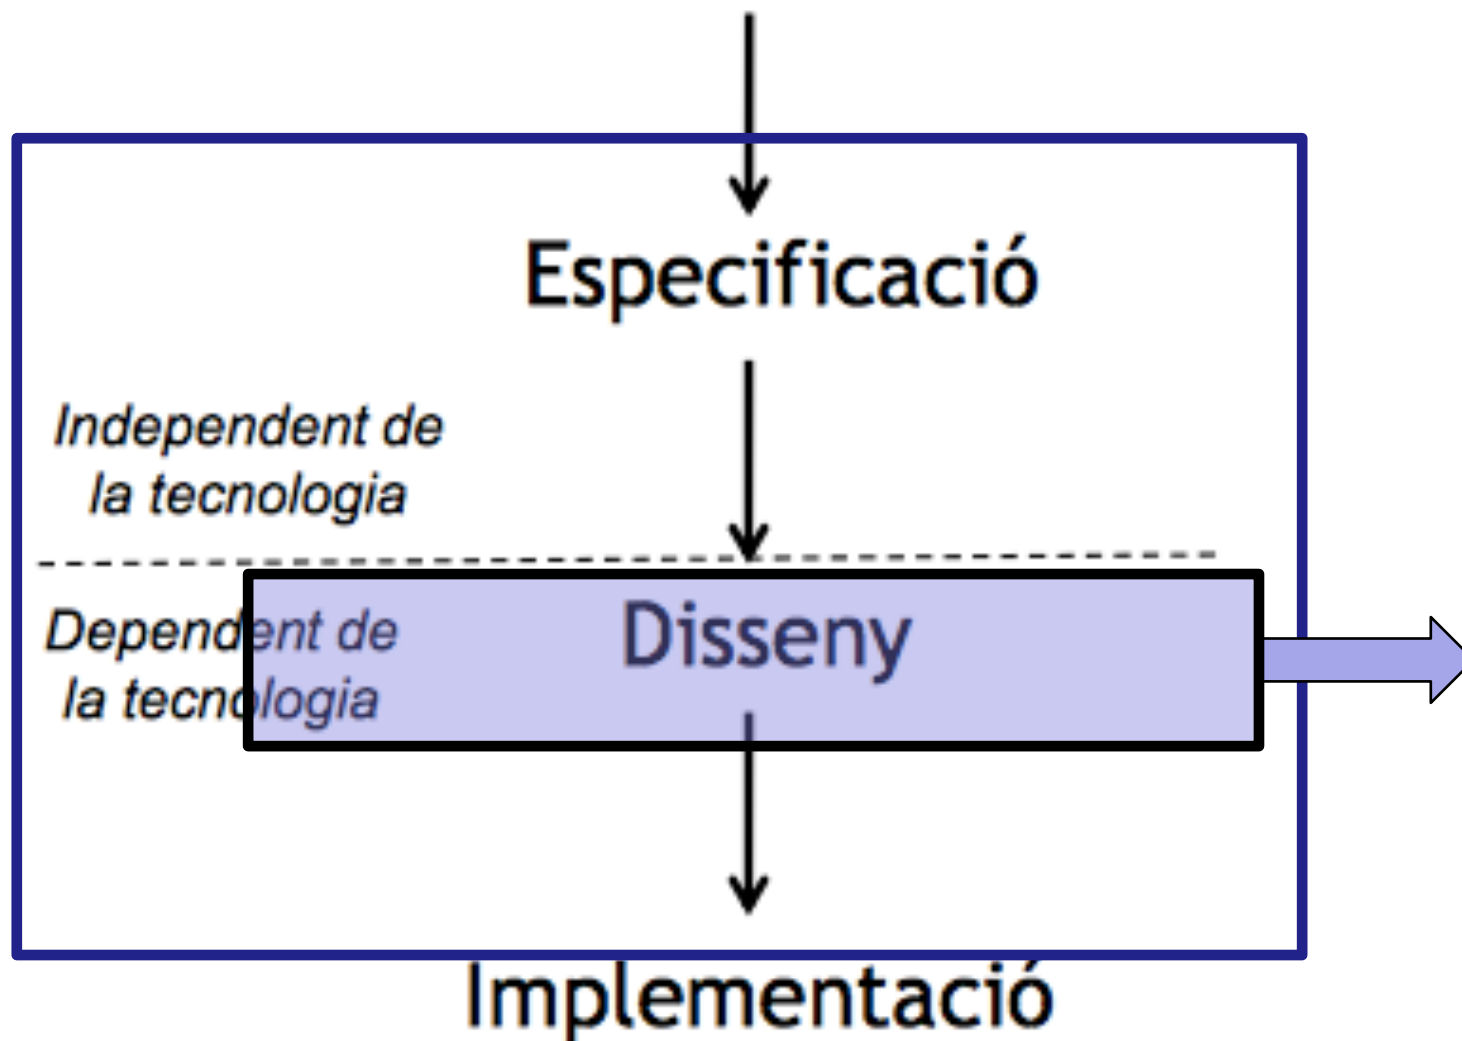 Especificació
Independent de
la tecnologia
Dependent de
la tecnologia
Disseny
Implementació